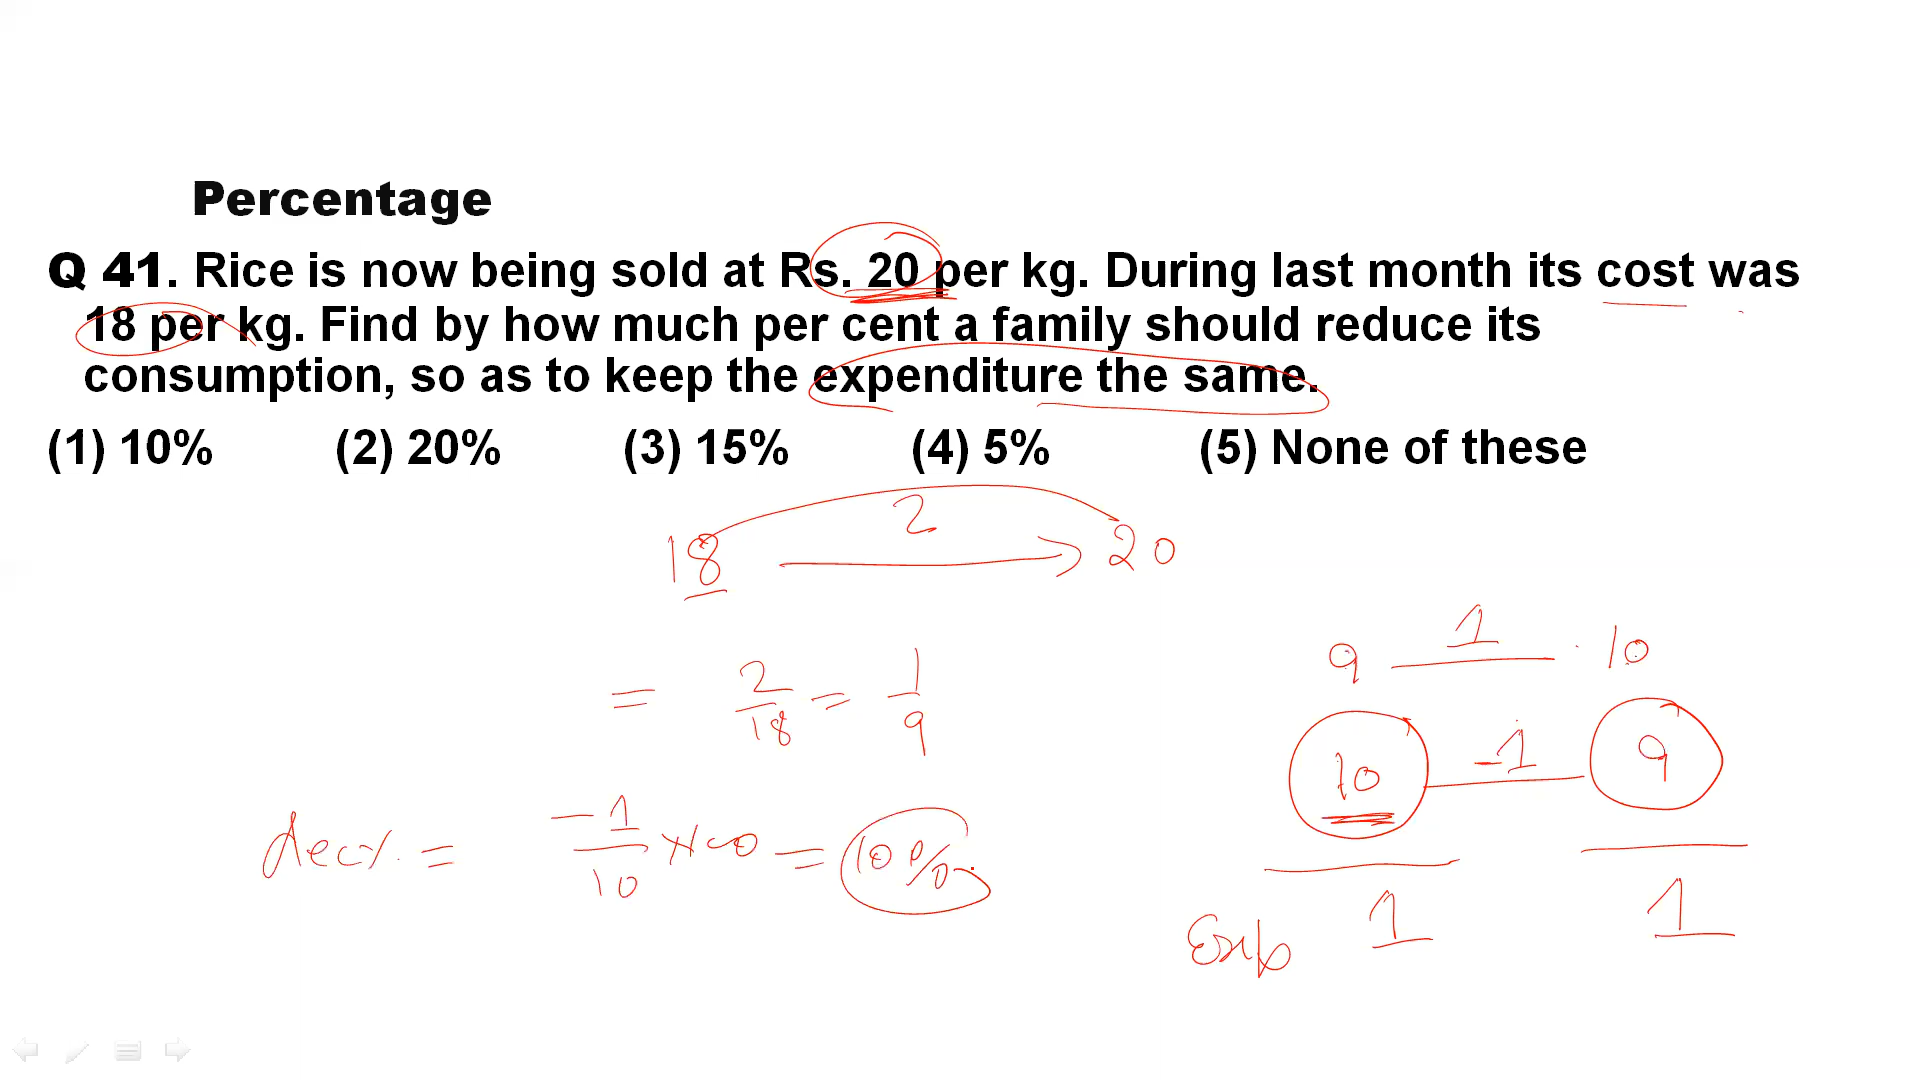 Percentage
Q 41. Rice is now being sold at Rs. 20 per kg. During last month its cost was
18 per kg. Find by how much per cent a family should reduce its
consumption, so as to keep the expenditure the same.
(1) 10% (2) 20% (3) 15% (4) 5% (5) None of these
2
18 20
9 1 10
= 2/18 = 1/9
10 -1 9
= -1/10 = 10%
1 1